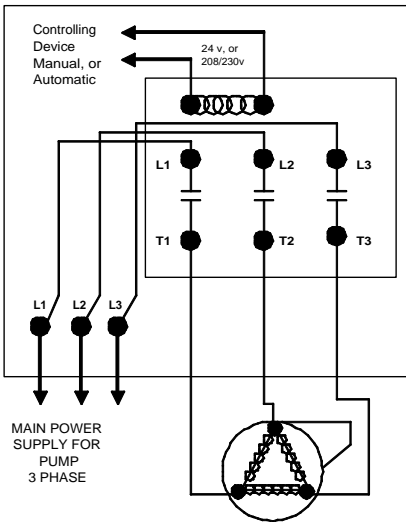 Controlling
Device
Manual, or
Automatic
24 v, or
208/230v
L1
L2
L3
T1
T2
T3
L1
L2
L3
MAIN POWER
SUPPLY FOR
PUMP
3 PHASE